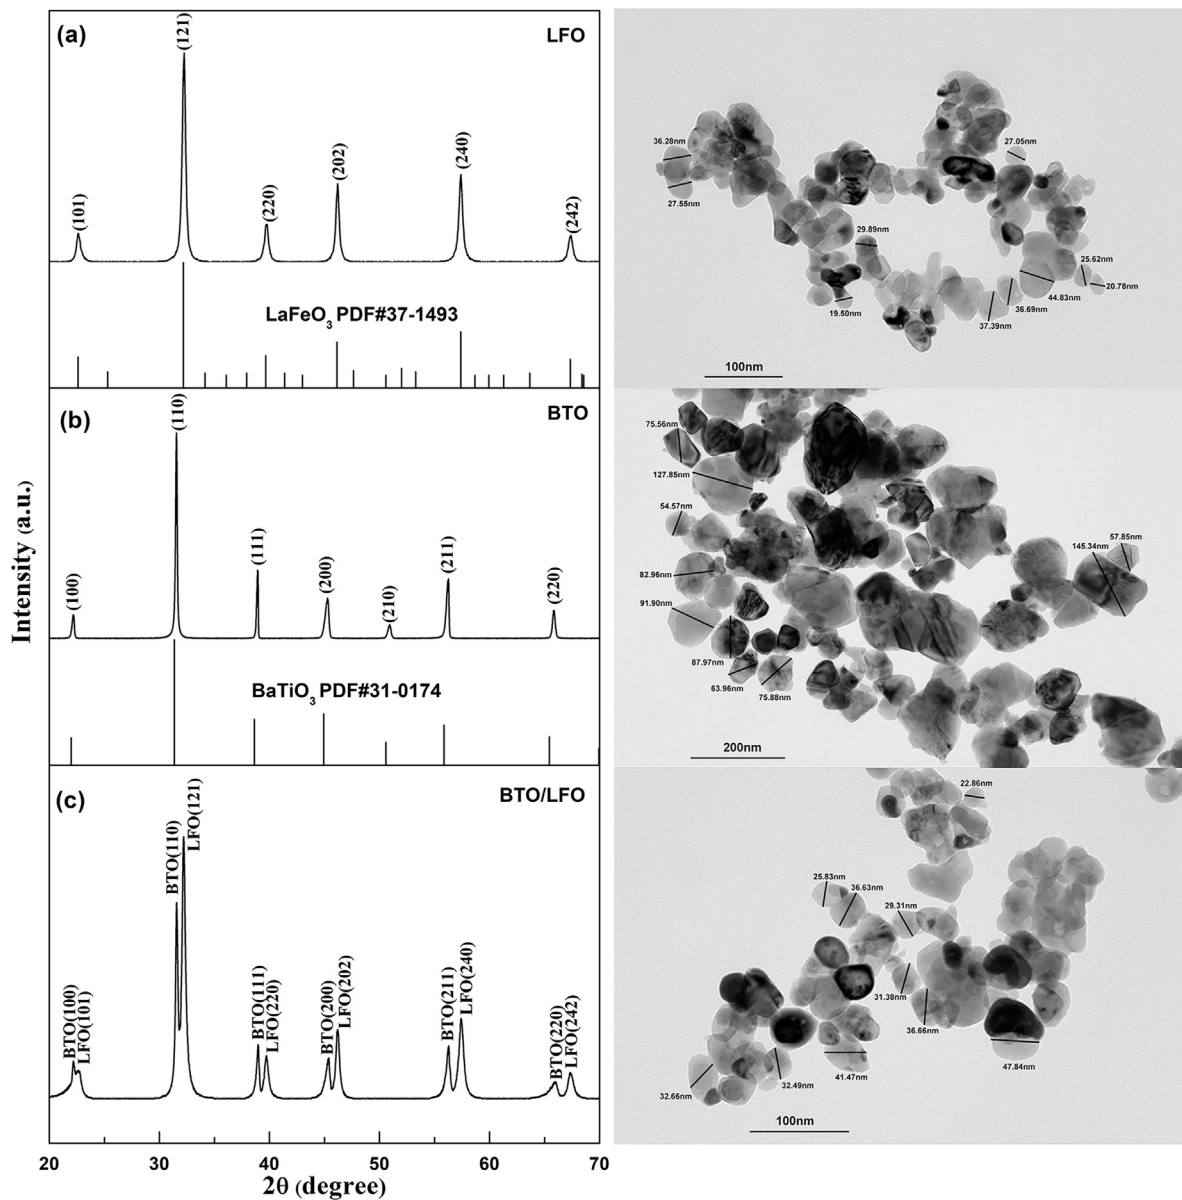 (a)
LFO
(101)
(121)
(220)
(202)
(240)
(242)
LaFeO3 PDF#37-1493
36.28nm
27.55nm
27.05nm
29.89nm
19.50nm
25.62nm
20.78nm
44.83nm
36.69nm
37.39nm
100nm
(b)
BTO
(100)
(110)
(111)
(200)
(210)
(211)
(220)
BaTiO3 PDF#31-0174
75.56nm
127.85nm
54.57nm
82.96nm
91.90nm
87.97nm
63.96nm
75.88nm
57.85nm
145.34nm
200nm
(c)
BTO/LFO
BTO(100)
LFO(101)
BTO(110)
LFO(121)
BTO(111)
LFO(220)
BTO(200)
LFO(202)
BTO(211)
LFO(240)
BTO(220)
LFO(242)
22.86nm
25.83nm
36.63nm
29.31nm
31.38nm
36.66nm
47.84nm
41.47nm
32.49nm
32.66nm
100nm
Intensity (a.u.)
20 30 40 50 60 70
2θ (degree)